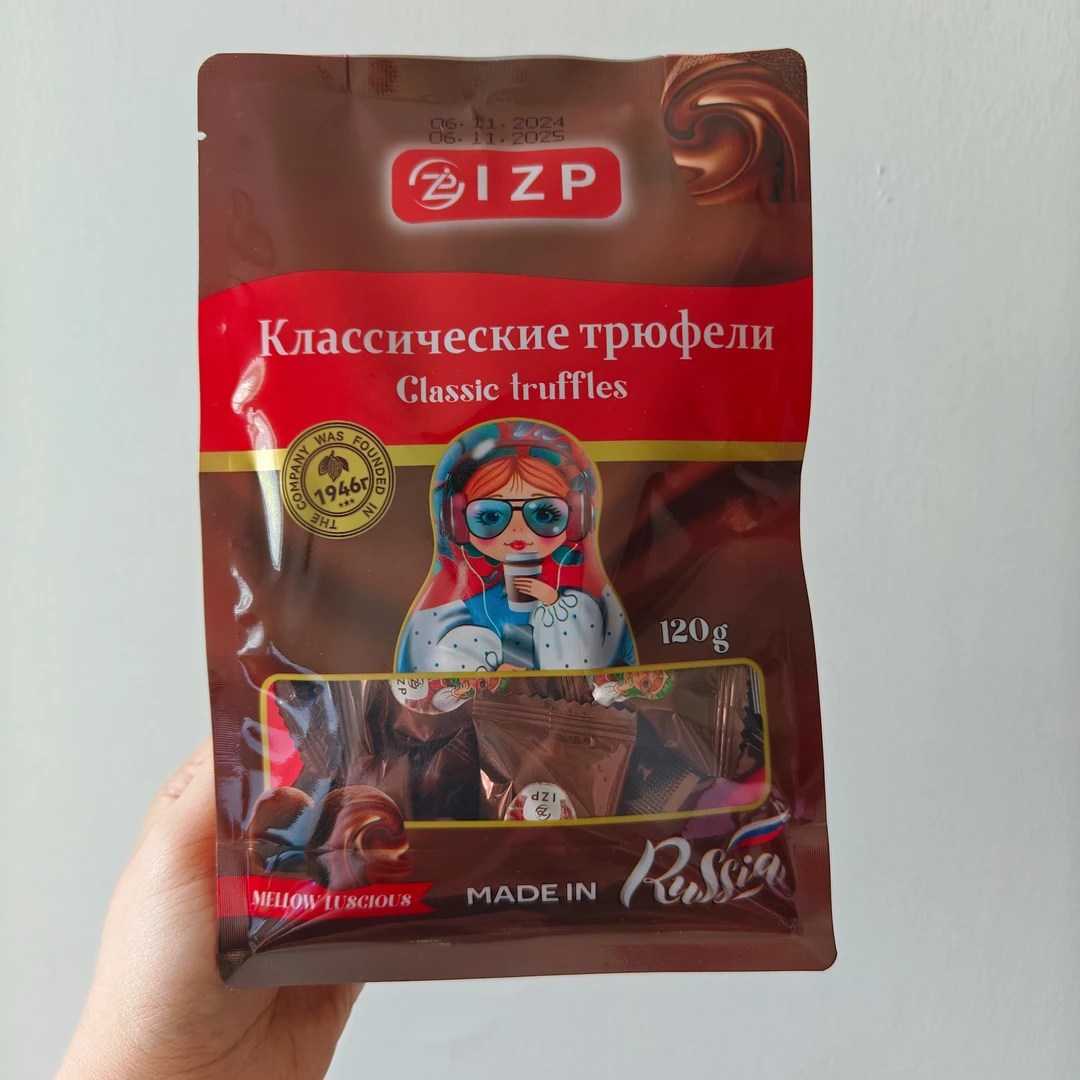 06.11.2024
06.11.2025
IZP
Классические трюфели
Classic truffles
THE COMPANY WAS FOUNDED IN
1946г
120g
IZP
IZP
MELLOW LUSCIOUS
MADE IN Russia